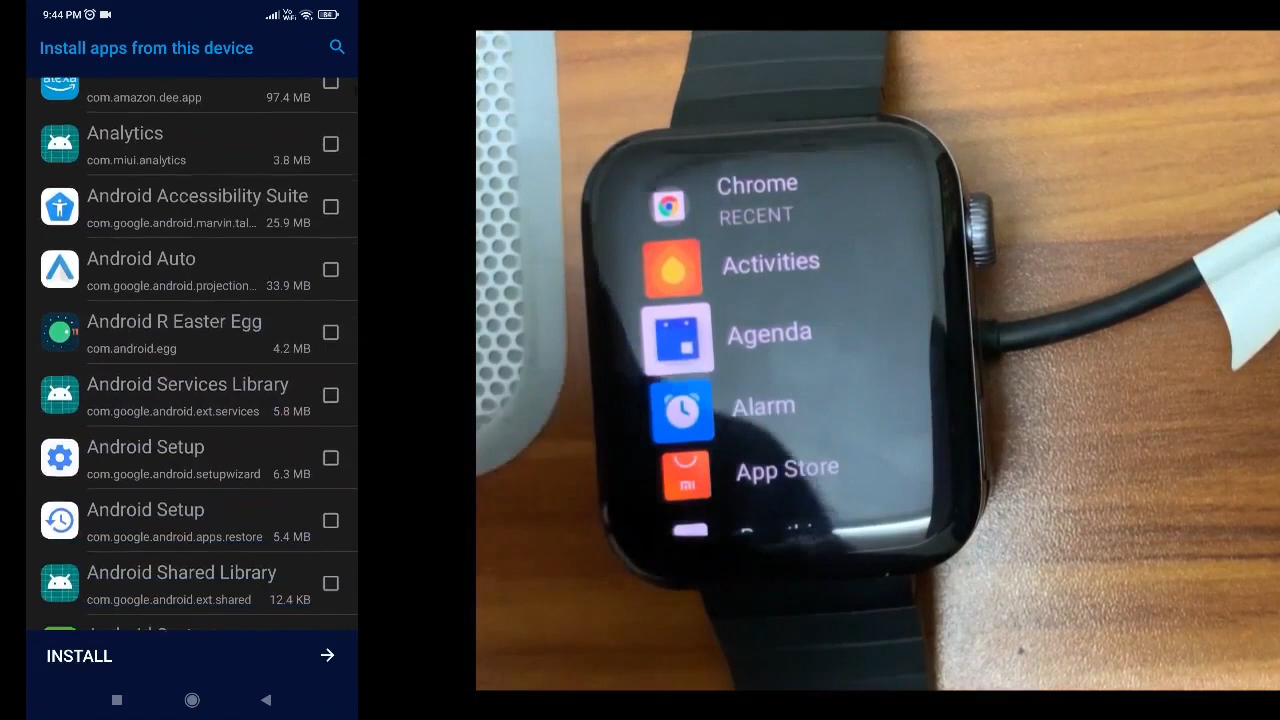 9:44 PM
Vo
WiFi
84
Install apps from this device
alexa
com.amazon.dee.app 97.4 MB
Analytics
com.miui.analytics 3.8 MB
Android Accessibility Suite
com.google.android.marvin.tal... 25.9 MB
Android Auto
com.google.android.projection... 33.9 MB
Android R Easter Egg
com.android.egg 4.2 MB
Android Services Library
com.google.android.ext.services 5.8 MB
Android Setup
com.google.android.setupwizard 6.3 MB
Android Setup
com.google.android.apps.restore 5.4 MB
Android Shared Library
com.google.android.ext.shared 12.4 KB
INSTALL
Chrome
RECENT
Activities
Agenda
Alarm
App Store
mi